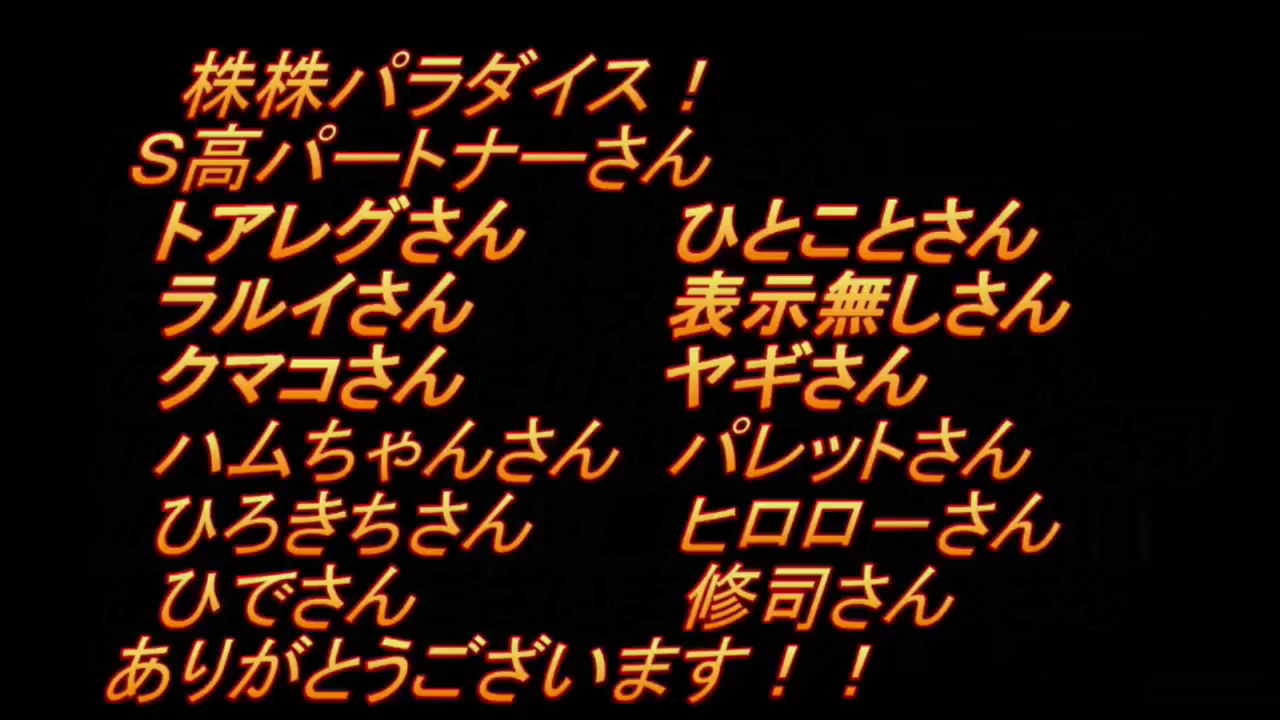 株株パラダイス！
Ｓ高パートナーさん
トアレグさん　ひとことさん
ラルイさん　表示無しさん
クマコさん　ヤギさん
ハムちゃんさん　パレットさん
ひろきちさん　ヒロローさん
ひでさん　修司さん
ありがとうございます！！